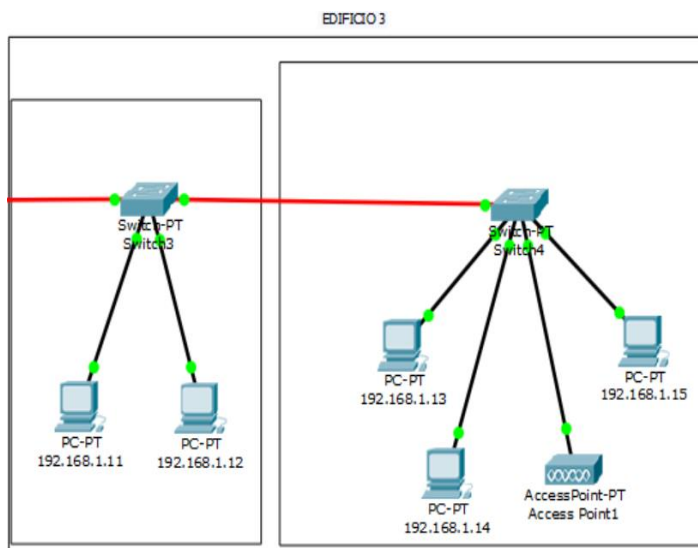 EDIFICIO 3
Switch-PT
Switch3
Switch-PT
Switch4
PC-PT
192.168.1.11
PC-PT
192.168.1.12
PC-PT
192.168.1.13
PC-PT
192.168.1.15
PC-PT
192.168.1.14
AccessPoint-PT
Access Point1